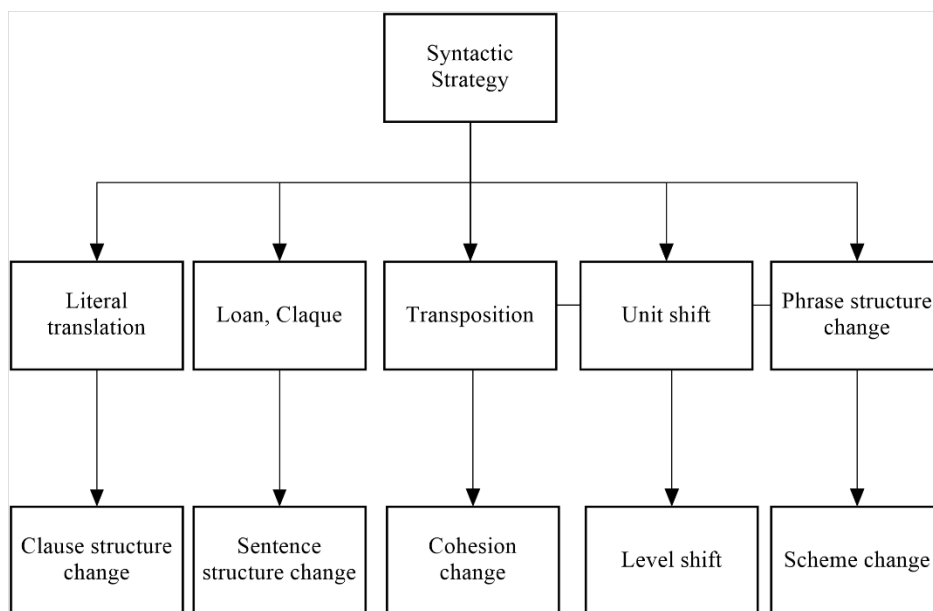 Syntactic
Strategy
Literal
translation
Loan, Claque
Transposition
Unit shift
Phrase structure
change
Clause structure
change
Sentence
structure change
Cohesion
change
Level shift
Scheme change